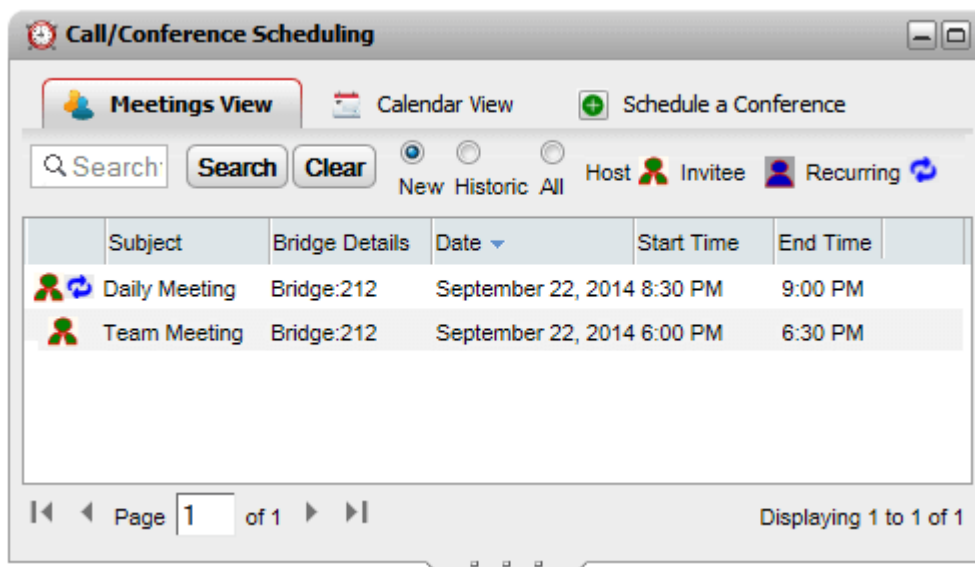 Call/Conference Scheduling
Meetings View Calendar View Schedule a Conference
Search Search Clear New Historic All Host Invitee Recurring
Subject Bridge Details Date Start Time End Time
Daily Meeting Bridge:212 September 22, 2014 8:30 PM 9:00 PM
Team Meeting Bridge:212 September 22, 2014 6:00 PM 6:30 PM
Page 1 of 1 Displaying 1 to 1 of 1